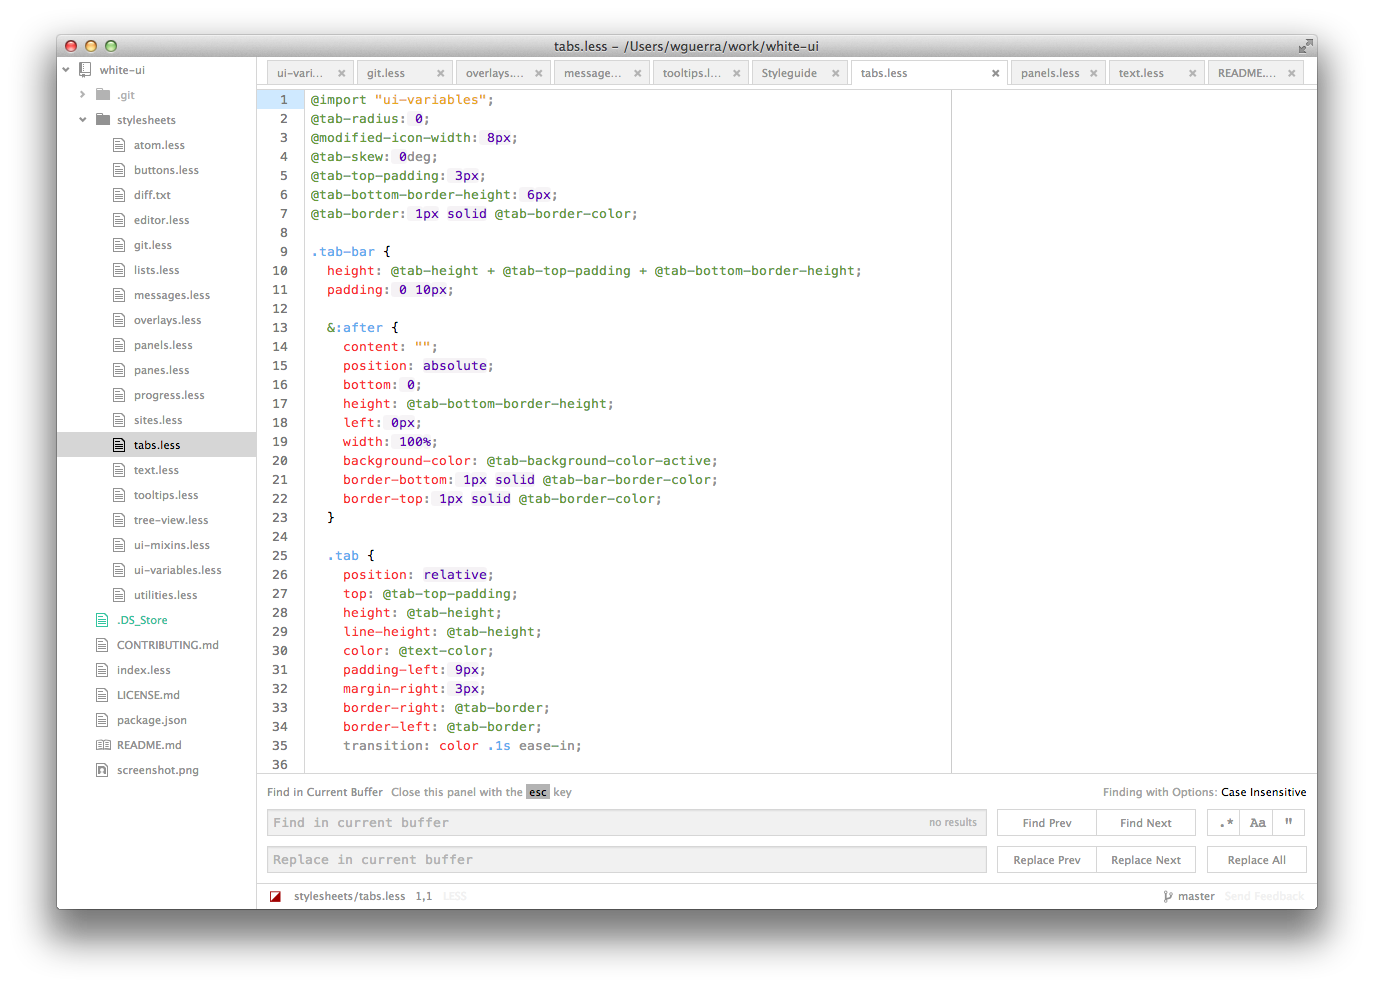 tabs.less – /Users/wguerra/work/white-ui
white-ui
.git
stylesheets
atom.less
buttons.less
diff.txt
editor.less
git.less
lists.less
messages.less
overlays.less
panels.less
panes.less
progress.less
sites.less
tabs.less
text.less
tooltips.less
tree-view.less
ui-mixins.less
ui-variables.less
utilities.less
.DS_Store
CONTRIBUTING.md
index.less
LICENSE.md
package.json
README.md
screenshot.png
ui-vari... × git.less × overlays.... × message... × tooltips.l... × Styleguide × tabs.less × panels.less × text.less × README.... ×
1 @import "ui-variables";
2 @tab-radius: 0;
3 @modified-icon-width: 8px;
4 @tab-skew: 0deg;
5 @tab-top-padding: 3px;
6 @tab-bottom-border-height: 6px;
7 @tab-border: 1px solid @tab-border-color;
8
9 .tab-bar {
10 height: @tab-height + @tab-top-padding + @tab-bottom-border-height;
11 padding: 0 10px;
12
13 &:after {
14 content: "";
15 position: absolute;
16 bottom: 0;
17 height: @tab-bottom-border-height;
18 left: 0px;
19 width: 100%;
20 background-color: @tab-background-color-active;
21 border-bottom: 1px solid @tab-bar-border-color;
22 border-top: 1px solid @tab-border-color;
23 }
24
25 .tab {
26 position: relative;
27 top: @tab-top-padding;
28 height: @tab-height;
29 line-height: @tab-height;
30 color: @text-color;
31 padding-left: 9px;
32 margin-right: 3px;
33 border-right: @tab-border;
34 border-left: @tab-border;
35 transition: color .1s ease-in;
36
Find in Current Buffer Close this panel with the esc key Finding with Options: Case Insensitive
Find in current buffer no results Find Prev Find Next .* Aa "
Replace in current buffer Replace Prev Replace Next Replace All
stylesheets/tabs.less 1,1 LESS master Send Feedback